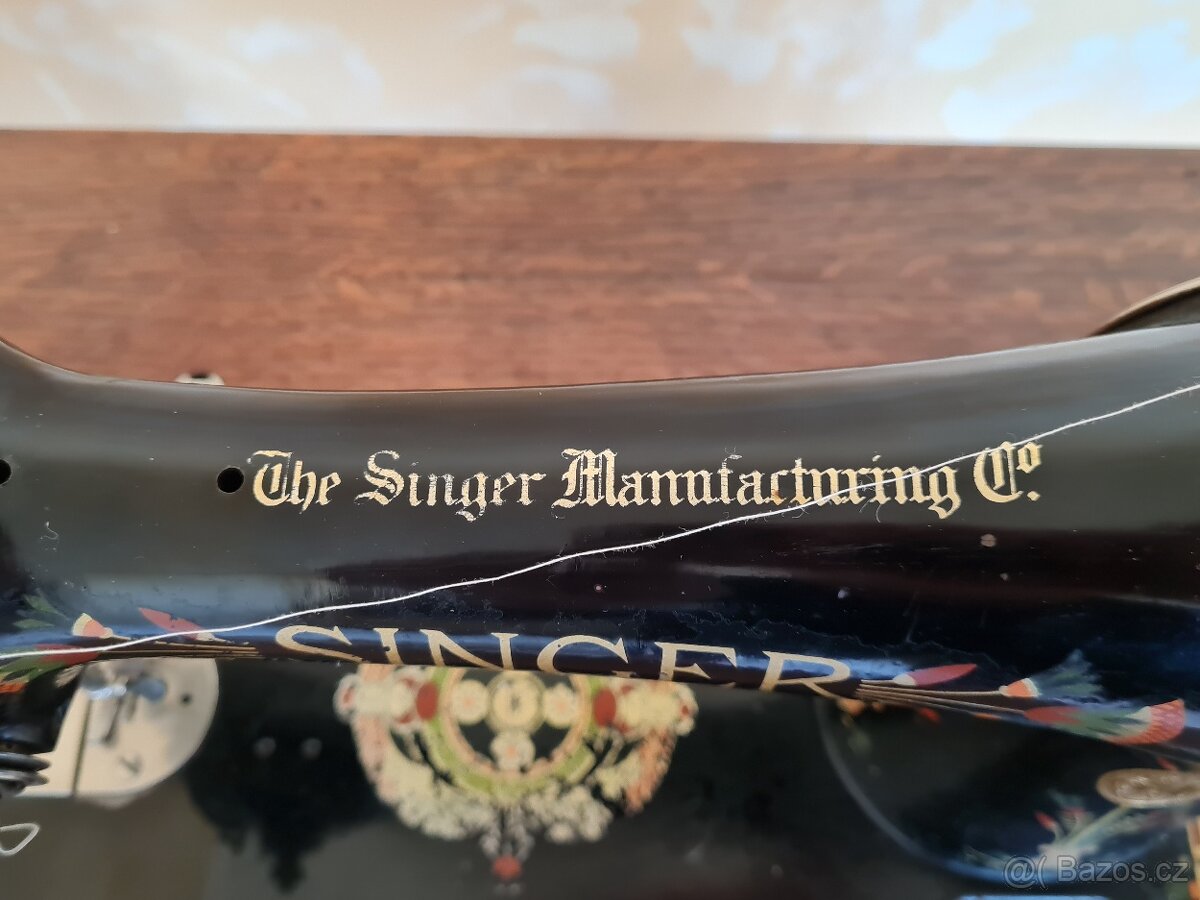 The Singer Manufacturing Co.
SINGER
@( Bazos.cz